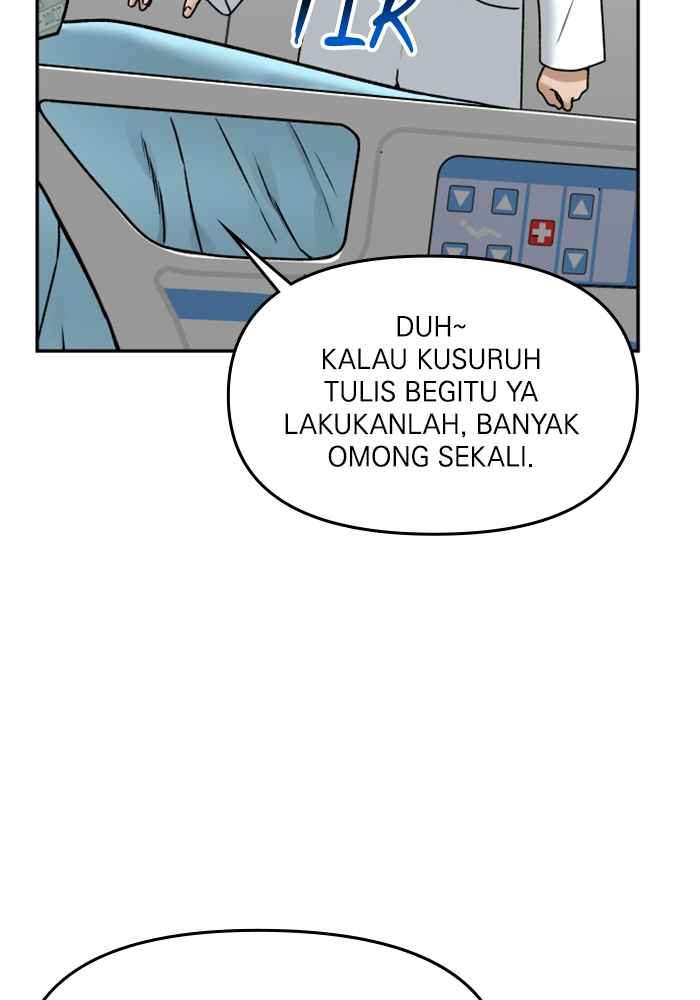 TIK
DUH~
KALAU KUSURUH
TULIS BEGITU YA
LAKUKANLAH, BANYAK
OMONG SEKALI.